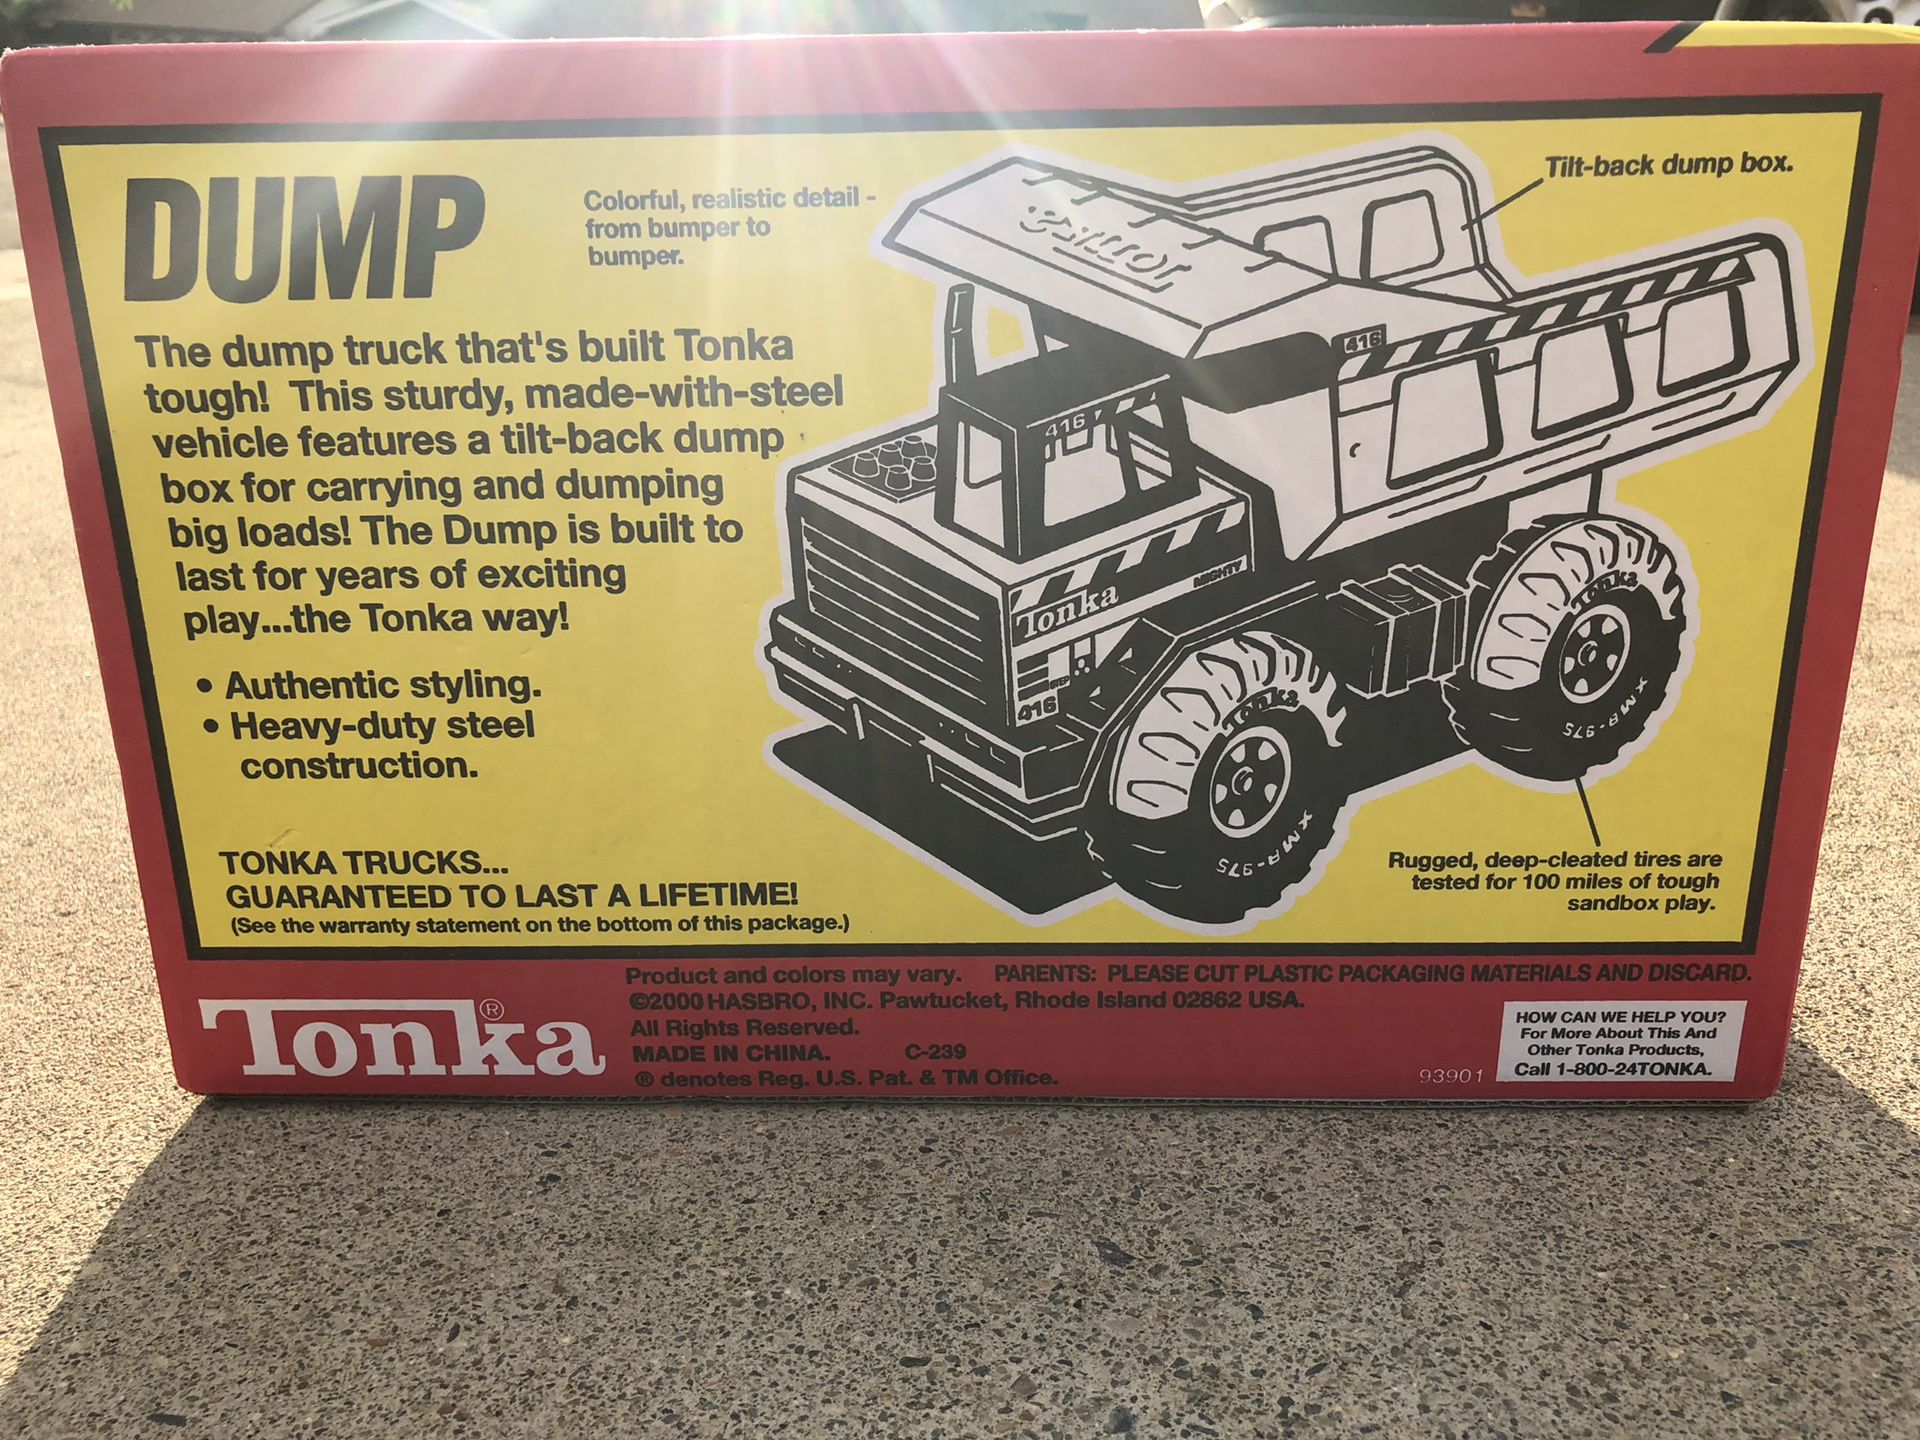 DUMP
Colorful, realistic detail -
from bumper to
bumper.
Tilt-back dump box.
The dump truck that's built Tonka
tough! This sturdy, made-with-steel
vehicle features a tilt-back dump
box for carrying and dumping
big loads! The Dump is built to
last for years of exciting
play...the Tonka way!
• Authentic styling.
• Heavy-duty steel
construction.
TONKA TRUCKS...
GUARANTEED TO LAST A LIFETIME!
(See the warranty statement on the bottom of this package.)
Tonka
416
416
Tonka
MIGHTY
416
Tonka
XMB-975
Tonka
XMB-975
Rugged, deep-cleated tires are
tested for 100 miles of tough
sandbox play.
Tonka®
Product and colors may vary. PARENTS: PLEASE CUT PLASTIC PACKAGING MATERIALS AND DISCARD.
©2000 HASBRO, INC. Pawtucket, Rhode Island 02862 USA.
All Rights Reserved.
MADE IN CHINA. C-239
® denotes Reg. U.S. Pat. & TM Office.
93901
HOW CAN WE HELP YOU?
For More About This And
Other Tonka Products,
Call 1-800-24TONKA.